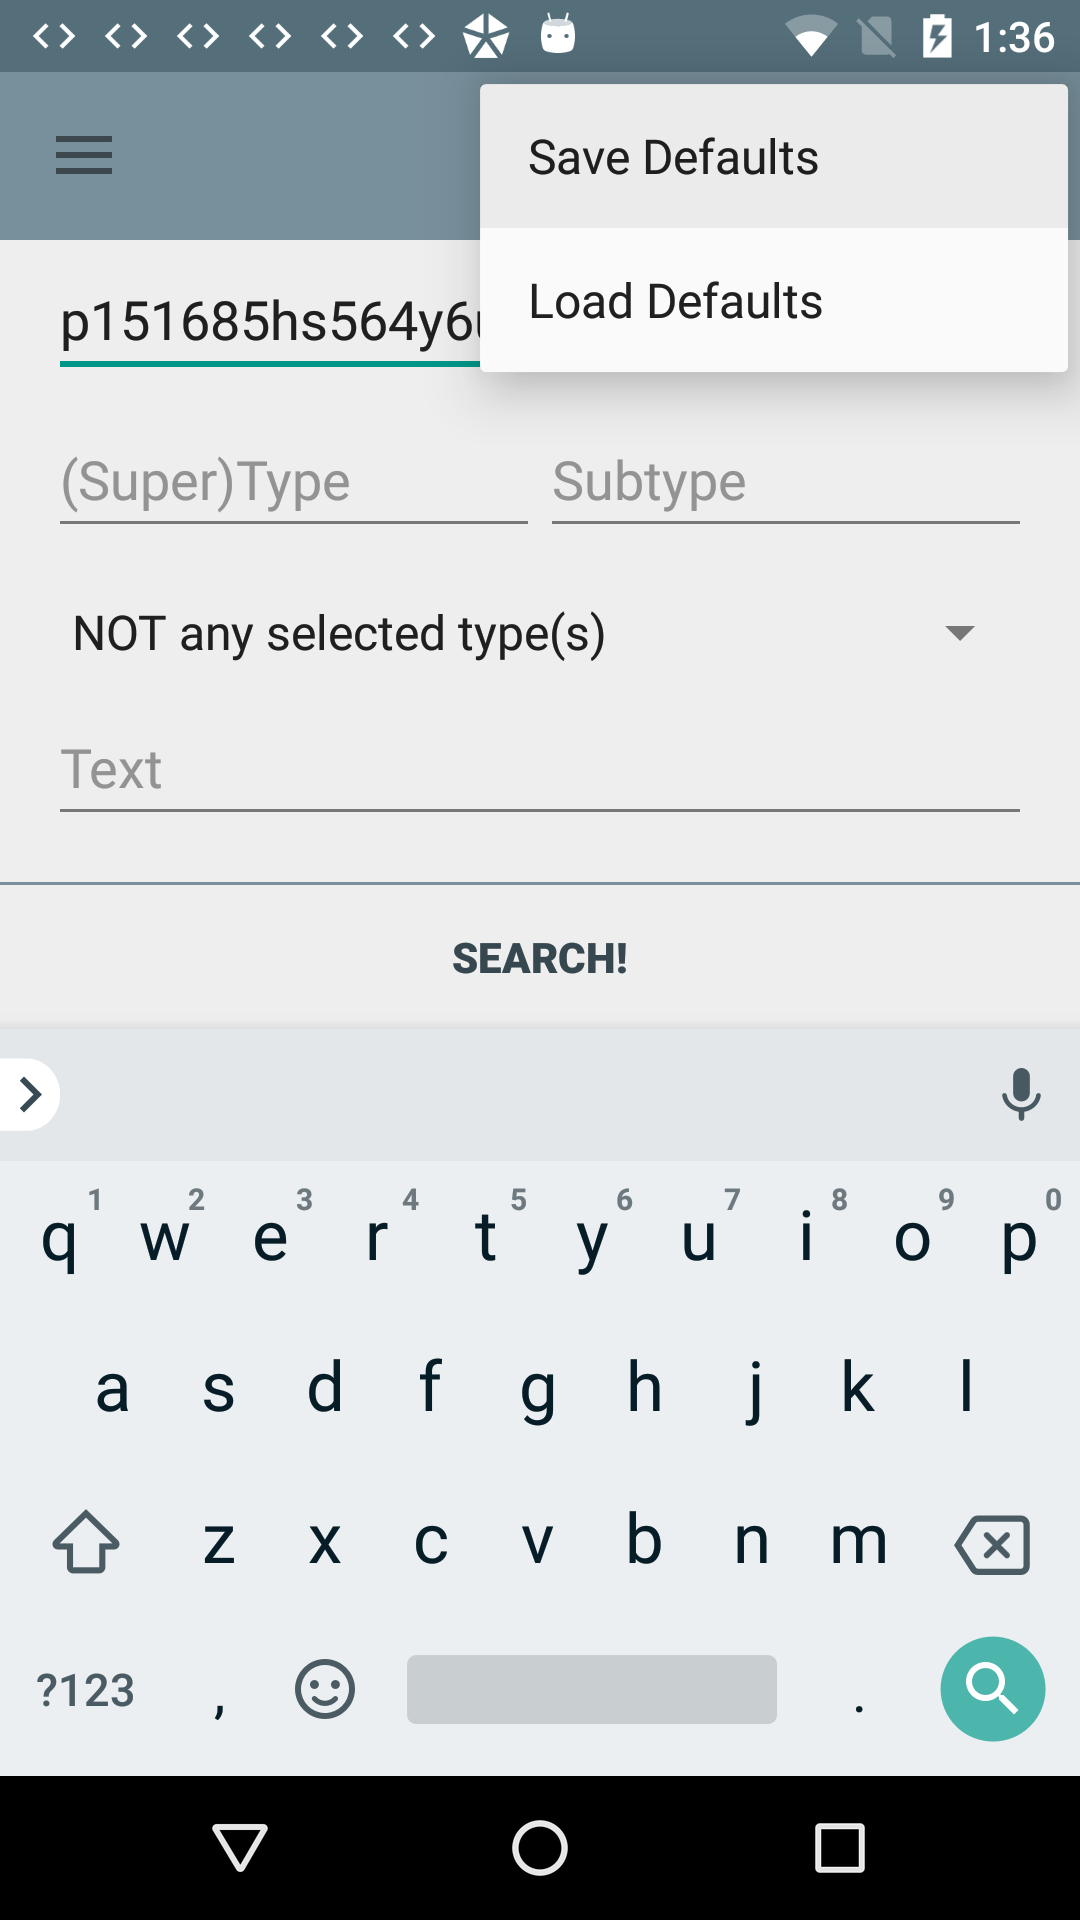 1:36
Save Defaults
Load Defaults
p151685hs564y6
(Super)Type Subtype
NOT any selected type(s)
Text
SEARCH!
1 2 3 4 5 6 7 8 9 0
q w e r t y u i o p
a s d f g h j k l
z x c v b n m
?123 , .